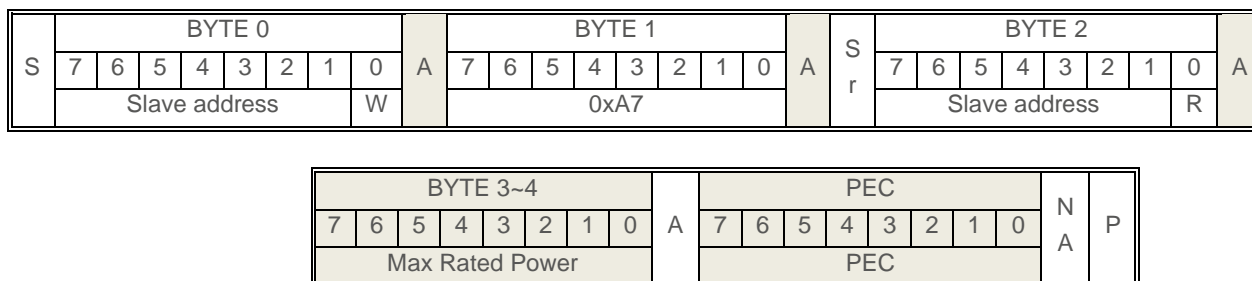 BYTE 0 BYTE 1 BYTE 2
S 7 6 5 4 3 2 1 0 A 7 6 5 4 3 2 1 0 A Sr 7 6 5 4 3 2 1 0 A
Slave address W 0xA7 Slave address R
BYTE 3~4 PEC
7 6 5 4 3 2 1 0 A 7 6 5 4 3 2 1 0 NA P
Max Rated Power PEC